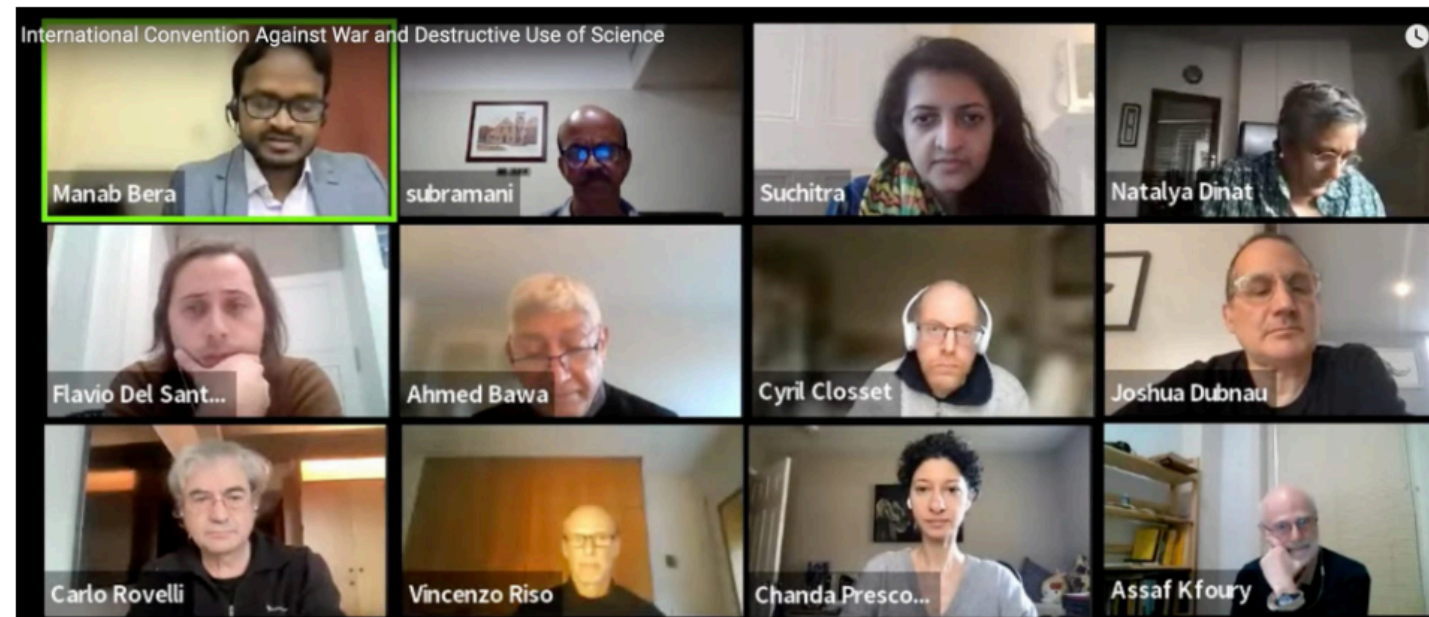 International Convention Against War and Destructive Use of Science
Manab Bera
subramani
Suchitra
Natalya Dinat
Flavio Del Sant...
Ahmed Bawa
Cyril Closset
Joshua Dubnau
Carlo Rovelli
Vincenzo Riso
Chanda Presco...
Assaf Kfoury